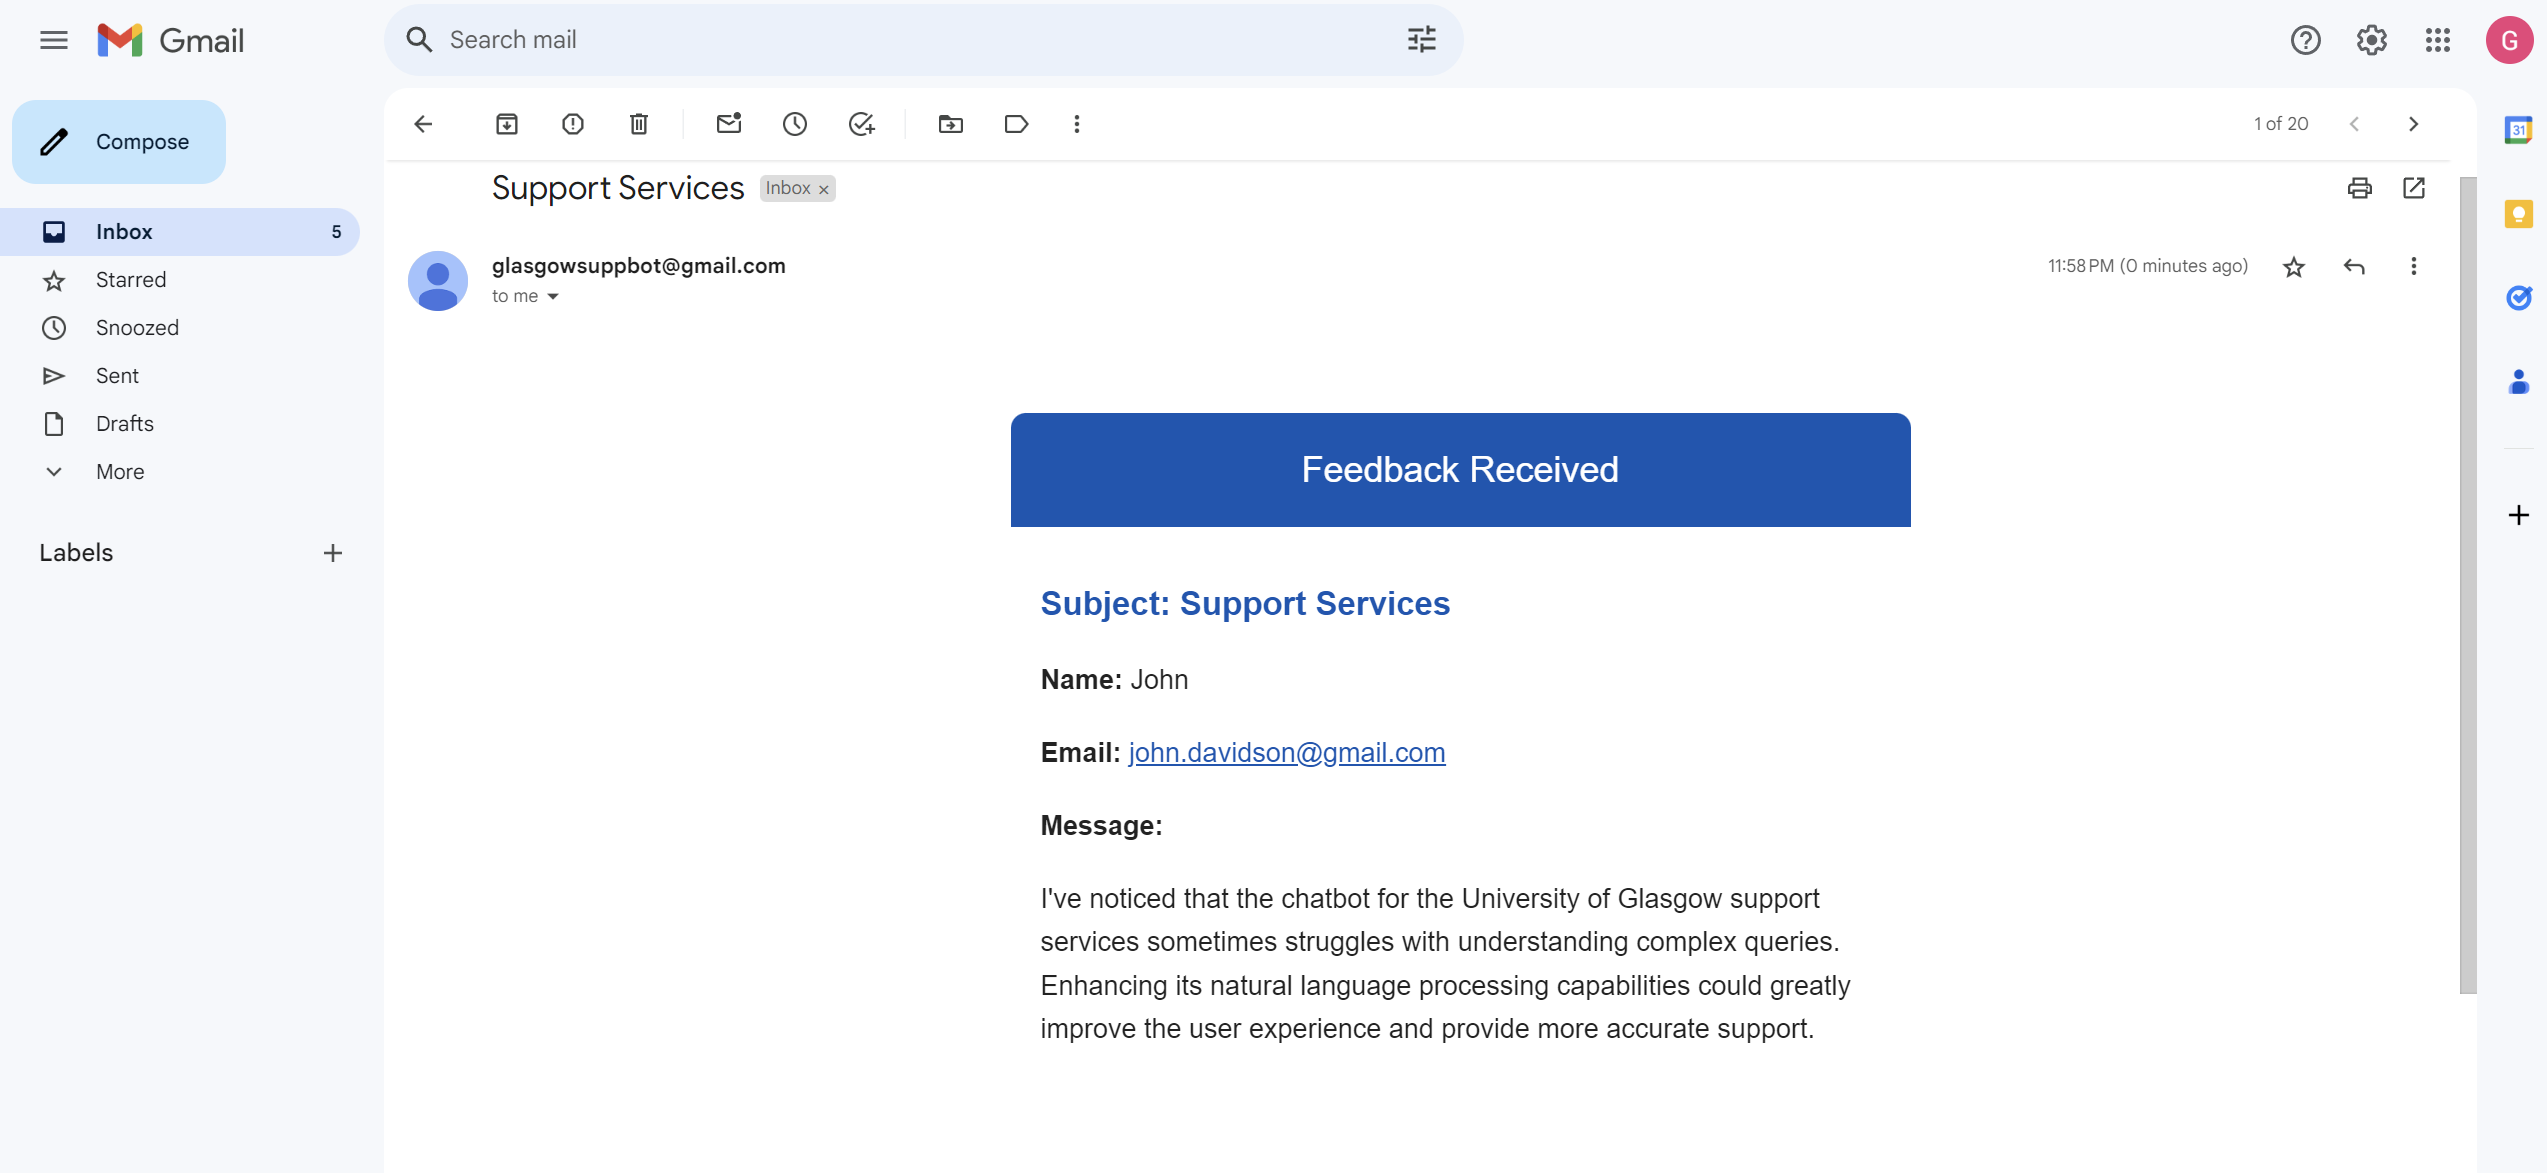 Gmail
Search mail
G
Compose
1 of 20
31
Support Services Inbox x
Inbox 5
glasgowsuppbot@gmail.com
11:58 PM (0 minutes ago)
to me
Starred
Snoozed
Sent
Drafts
More
Labels
Feedback Received
Subject: Support Services
Name: John
Email: john.davidson@gmail.com
Message:
I've noticed that the chatbot for the University of Glasgow support
services sometimes struggles with understanding complex queries.
Enhancing its natural language processing capabilities could greatly
improve the user experience and provide more accurate support.